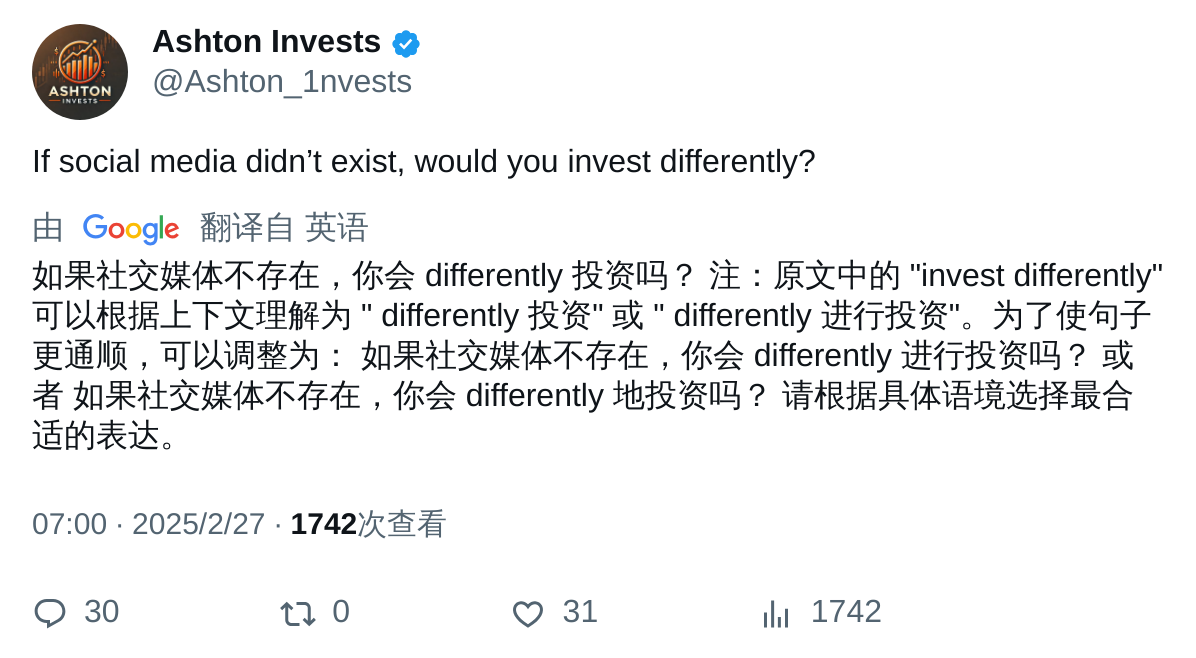 ASHTON
INVESTS
Ashton Invests
@Ashton_1nvests
If social media didn’t exist, would you invest differently?
由 Google 翻译自 英语
如果社交媒体不存在，你会 differently 投资吗？ 注：原文中的 "invest differently"
可以根据上下文理解为 " differently 投资" 或 " differently 进行投资"。为了使句子
更通顺，可以调整为： 如果社交媒体不存在，你会 differently 进行投资吗？ 或
者 如果社交媒体不存在，你会 differently 地投资吗？ 请根据具体语境选择最合
适的表达。
07:00 · 2025/2/27 · 1742次查看
30 0 31 1742